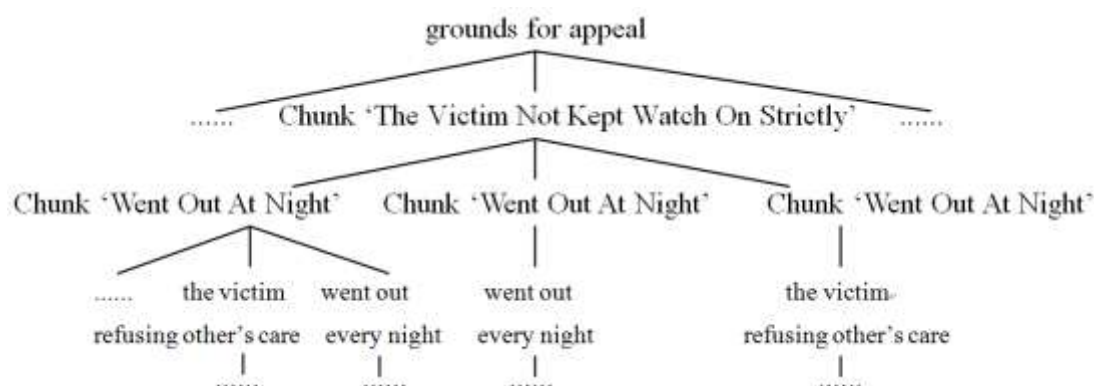 grounds for appeal
...... Chunk ‘The Victim Not Kept Watch On Strictly’ ......
Chunk ‘Went Out At Night’ Chunk ‘Went Out At Night’ Chunk ‘Went Out At Night’
...... the victim went out went out the victim
refusing other’s care every night every night refusing other’s care
...... ...... ...... ......